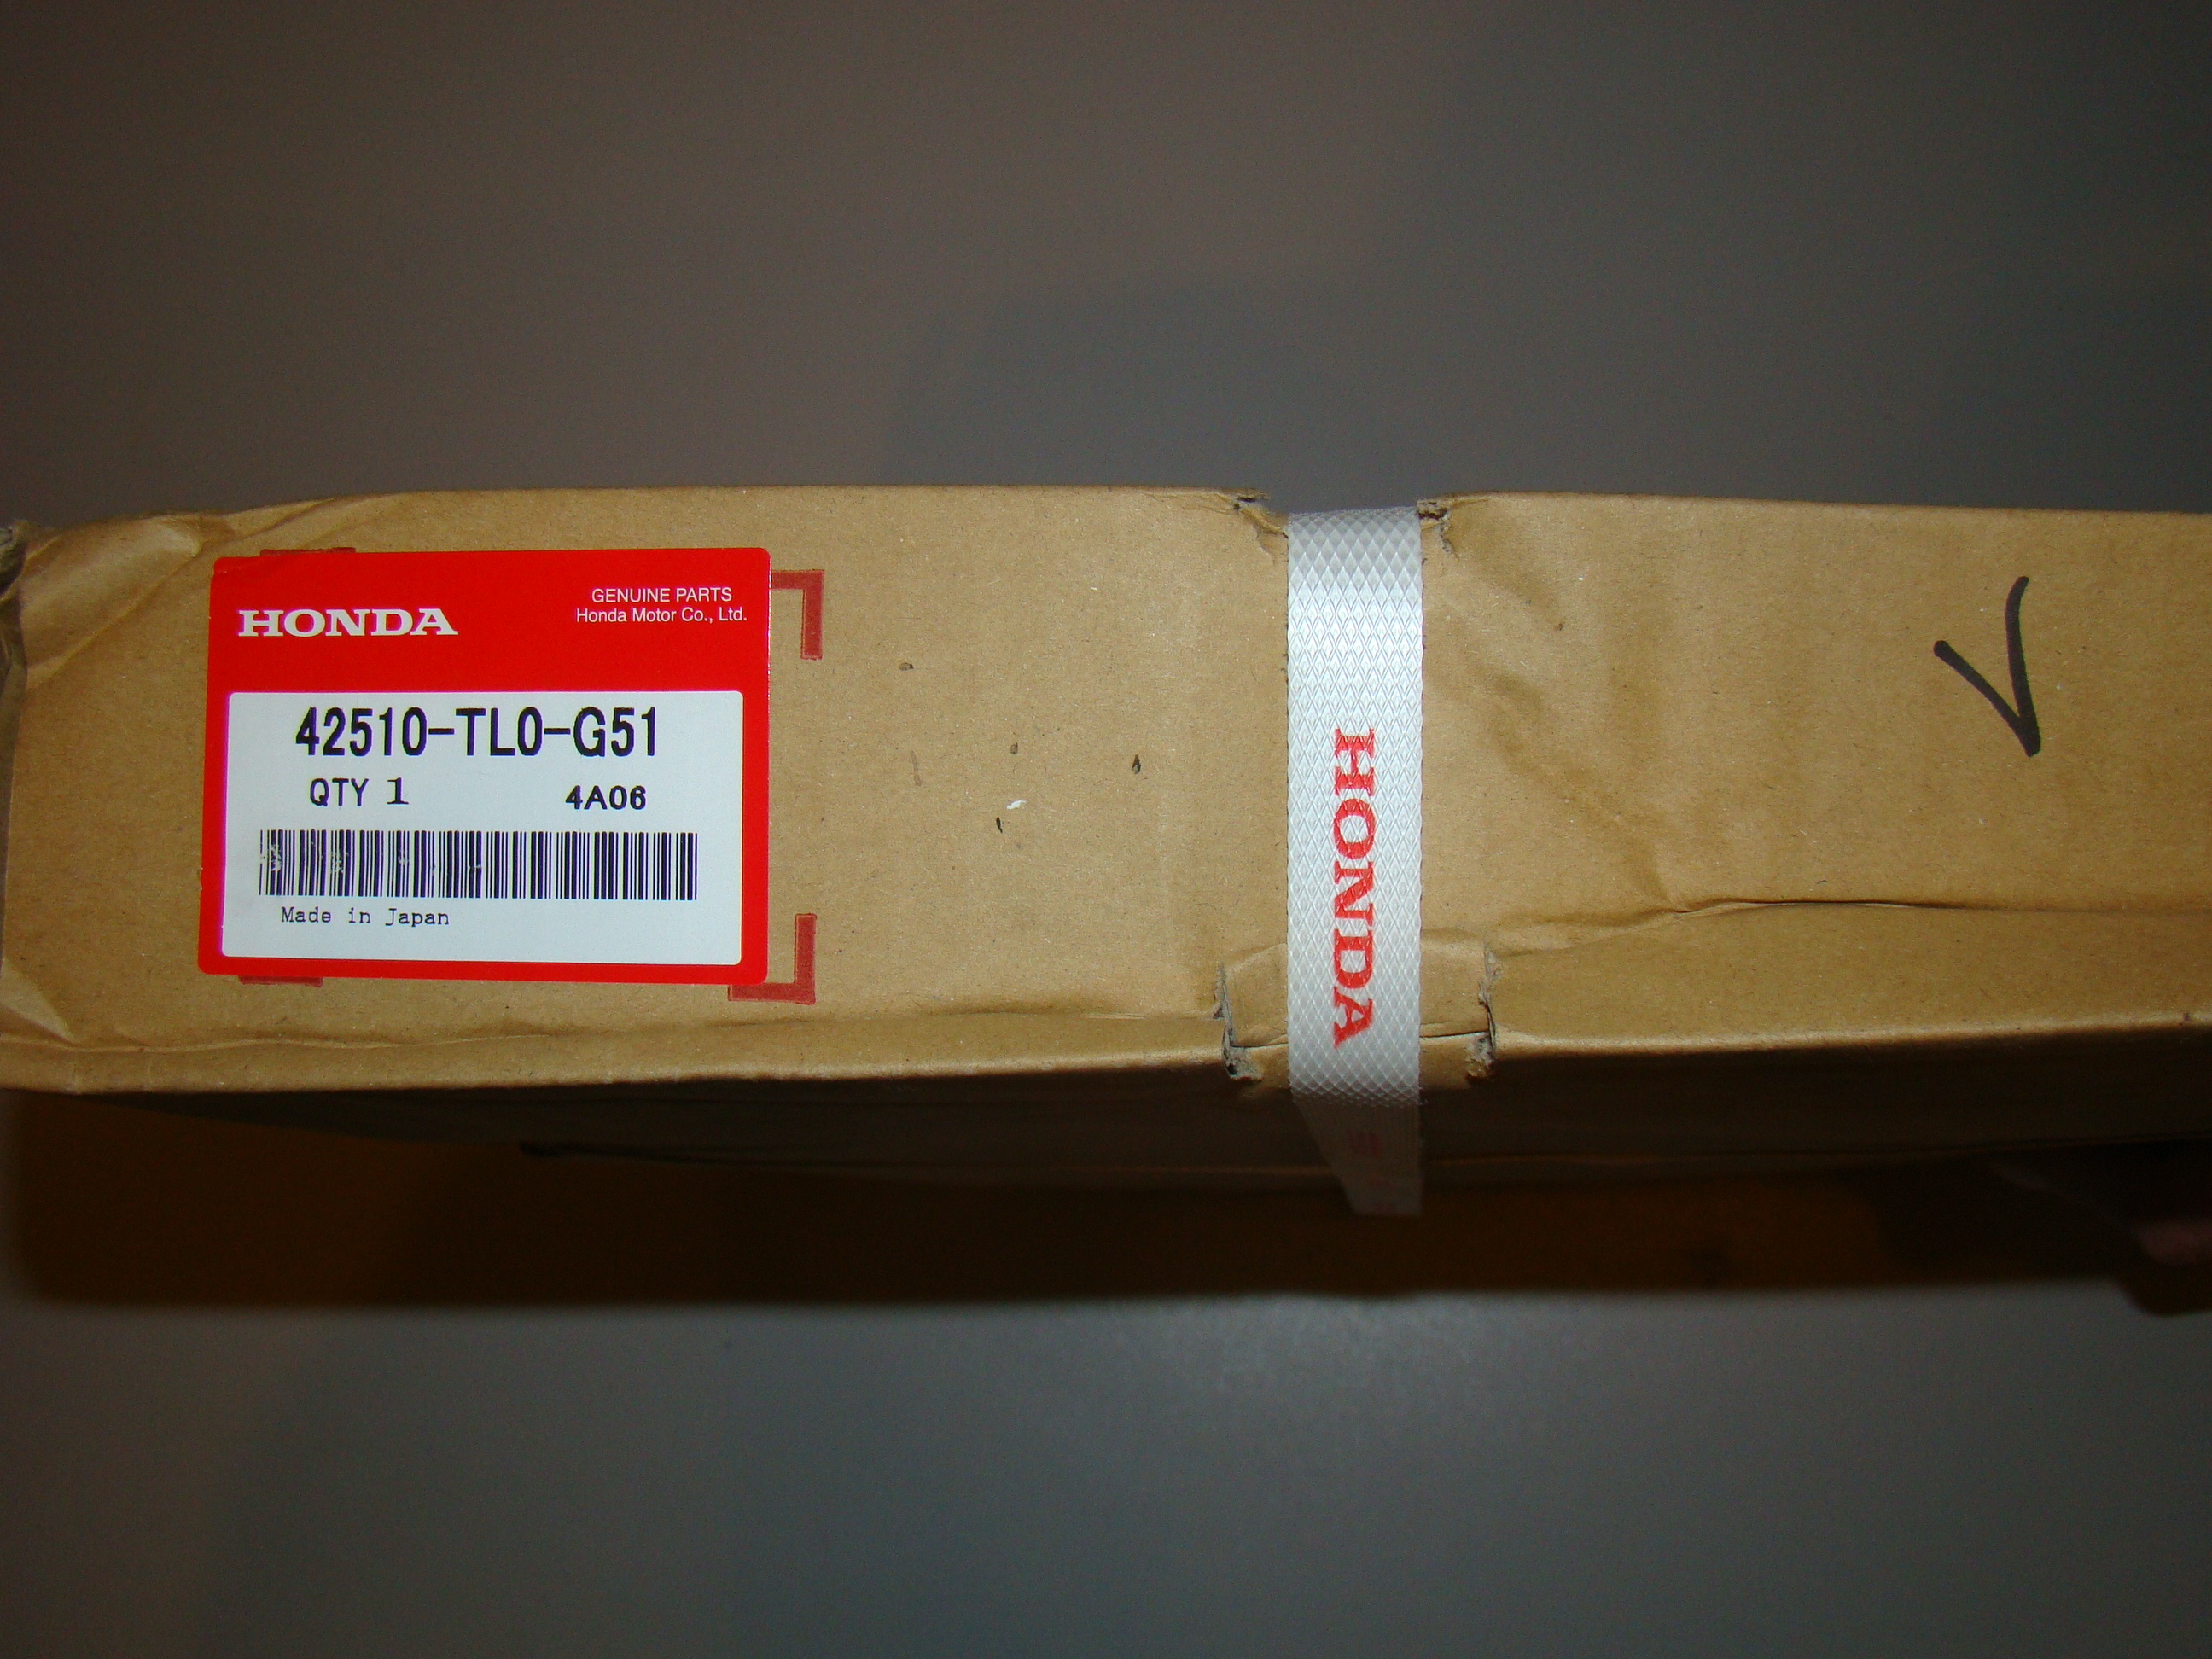 HONDA
GENUINE PARTS
Honda Motor Co., Ltd.
42510-TL0-G51
QTY 1 4A06
Made in Japan
HONDA